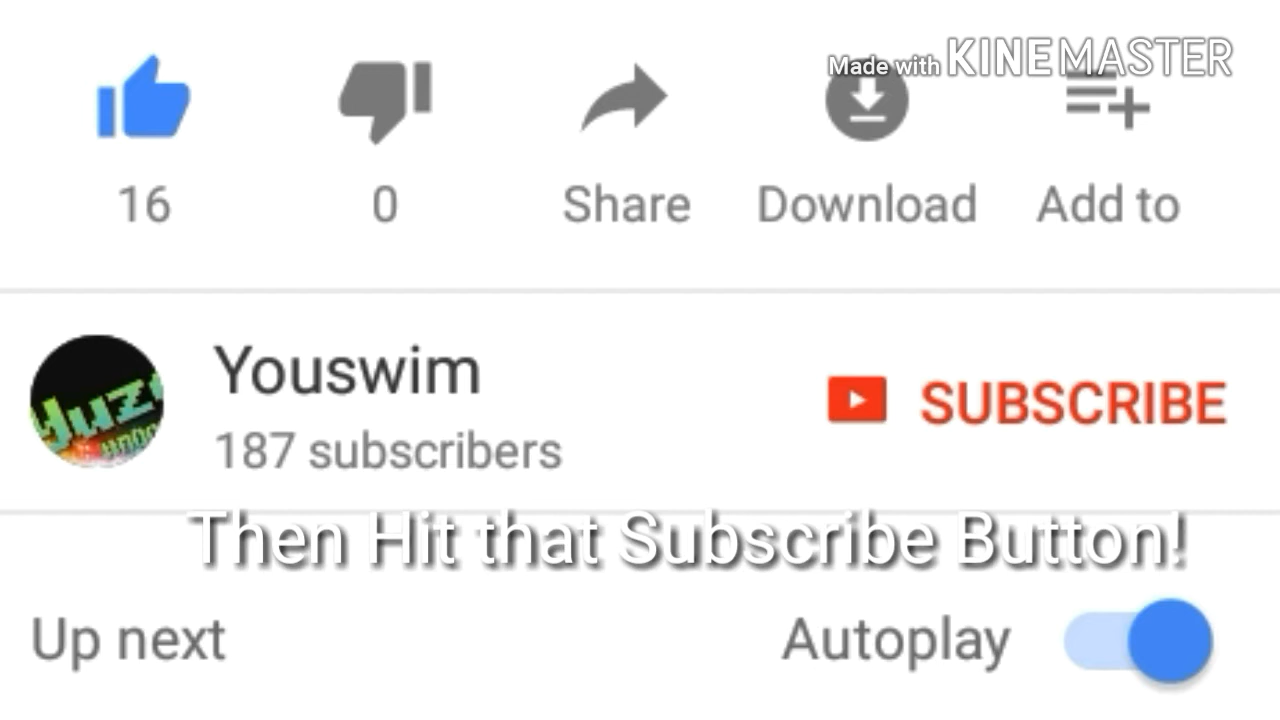 Made with KINEMASTER
16 0 Share Download Add to
Youswim
187 subscribers
SUBSCRIBE
Then Hit that Subscribe Button!
Up next Autoplay